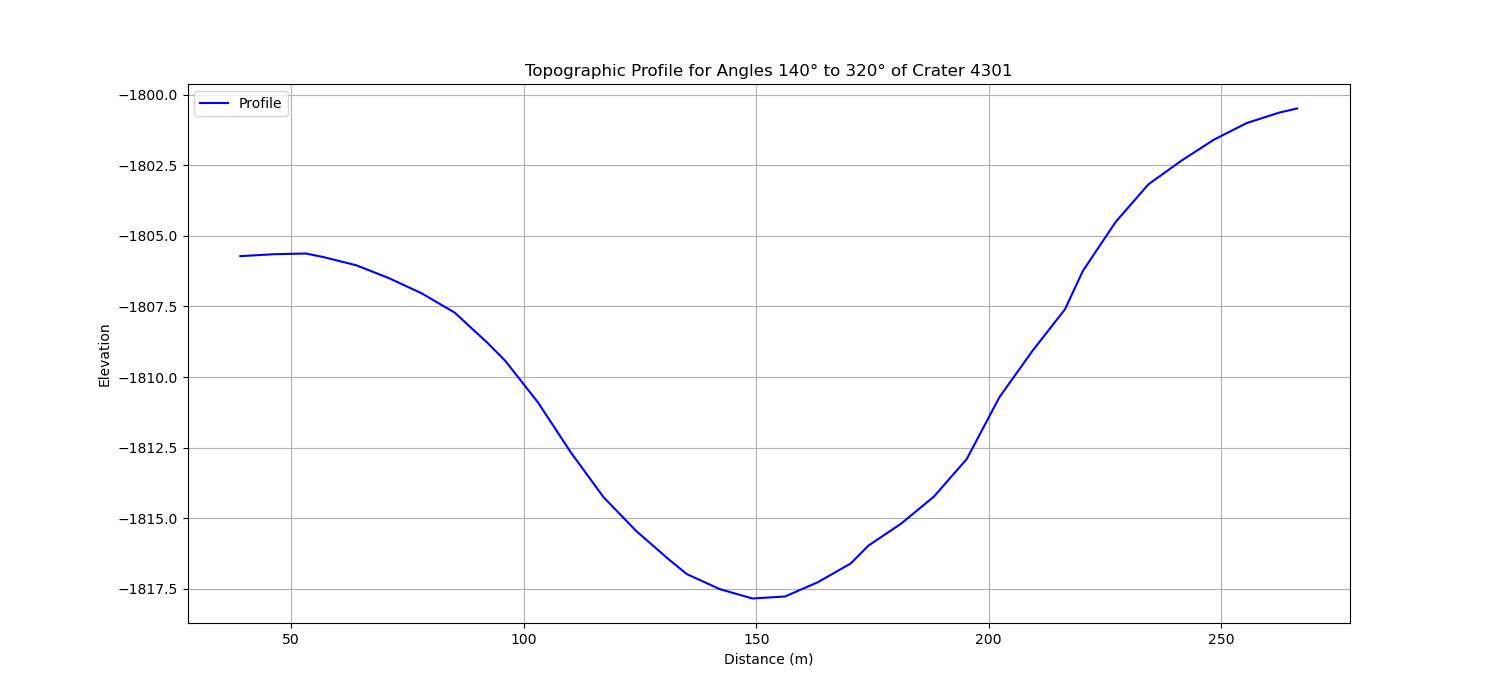 Topographic Profile for Angles 140° to 320° of Crater 4301
Profile
−1800.0
−1802.5
−1805.0
−1807.5
−1810.0
−1812.5
−1815.0
−1817.5
Elevation
50 100 150 200 250
Distance (m)